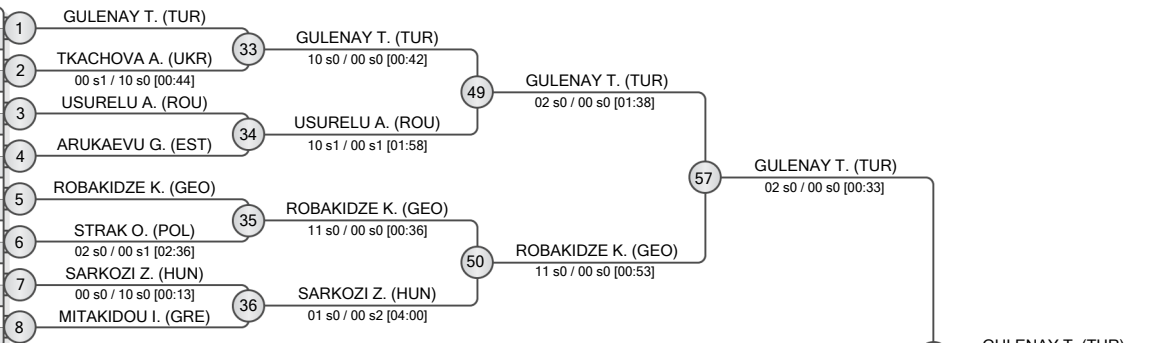 1
GULENAY T. (TUR)
33
GULENAY T. (TUR)
10 s0 / 00 s0 [00:42]
2
TKACHOVA A. (UKR)
00 s1 / 10 s0 [00:44]
49
GULENAY T. (TUR)
02 s0 / 00 s0 [01:38]
3
USURELU A. (ROU)
34
USURELU A. (ROU)
10 s1 / 00 s1 [01:58]
4
ARUKAEVU G. (EST)
57
GULENAY T. (TUR)
02 s0 / 00 s0 [00:33]
5
ROBAKIDZE K. (GEO)
35
ROBAKIDZE K. (GEO)
11 s0 / 00 s0 [00:36]
6
STRAK O. (POL)
02 s0 / 00 s1 [02:36]
50
ROBAKIDZE K. (GEO)
11 s0 / 00 s0 [00:53]
7
SARKOZI Z. (HUN)
00 s0 / 10 s0 [00:13]
36
SARKOZI Z. (HUN)
01 s0 / 00 s2 [04:00]
8
MITAKIDOU I. (GRE)
GULENAY T. (TUR)